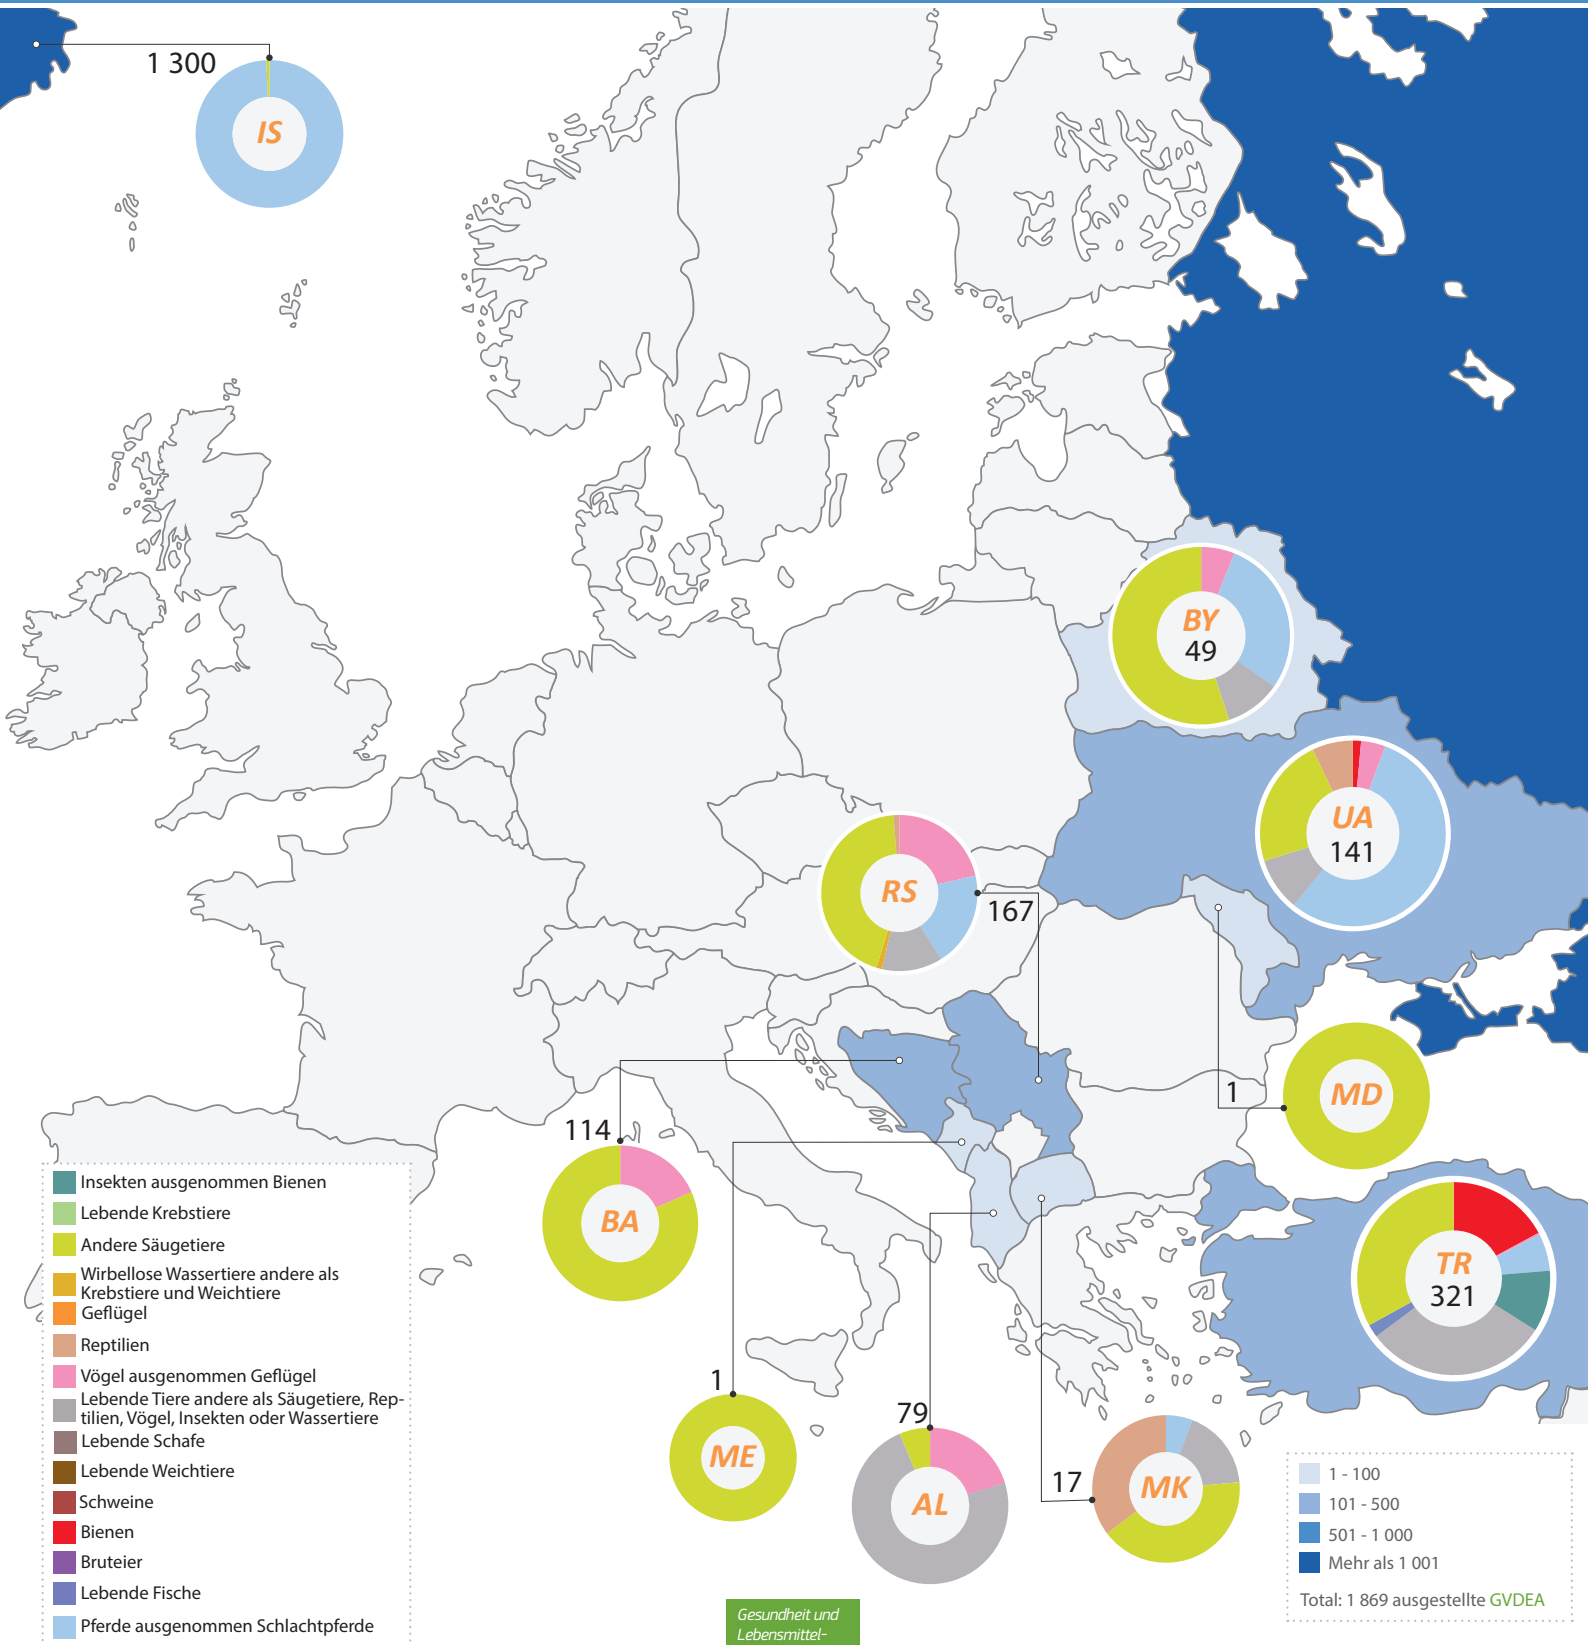 1 300
IS
BY
49
UA
141
RS
167
1
MD
114
BA
TR
321
1
ME
79
AL
17
MK
Insekten ausgenommen Bienen
Lebende Krebstiere
Andere Säugetiere
Wirbellose Wassertiere andere als
Krebstiere und Weichtiere
Geflügel
Reptilien
Vögel ausgenommen Geflügel
Lebende Tiere andere als Säugetiere, Rep-
tilien, Vögel, Insekten oder Wassertiere
Lebende Schafe
Lebende Weichtiere
Schweine
Bienen
Bruteier
Lebende Fische
Pferde ausgenommen Schlachtpferde
1 - 100
101 - 500
501 - 1 000
Mehr als 1 001
Total: 1 869 ausgestellte GVDEA
Gesundheit und
Lebensmittel-